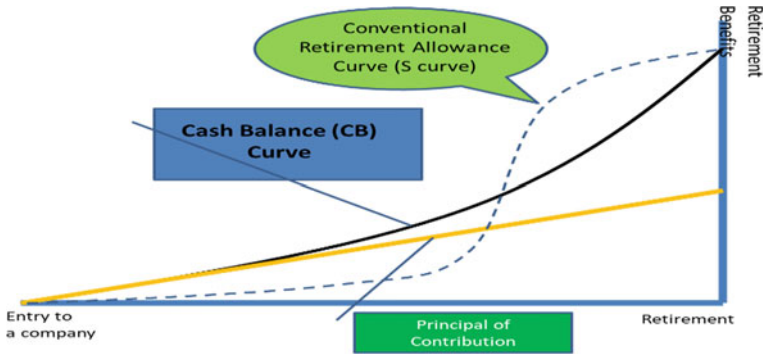 Conventional
Retirement Allowance
Curve (S curve)
Retirement
Benefits
Cash Balance (CB)
Curve
Entry to
a company
Principal of
Contribution
Retirement